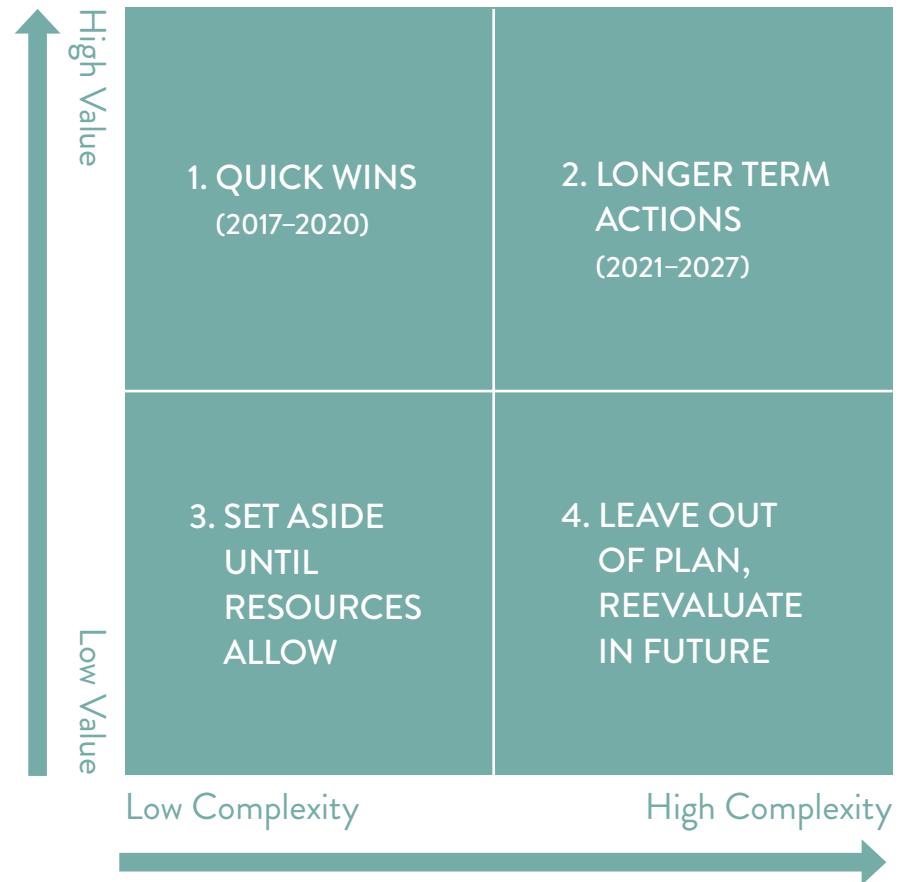 High Value
1. QUICK WINS
(2017–2020)
2. LONGER TERM
ACTIONS
(2021–2027)
3. SET ASIDE
UNTIL
RESOURCES
ALLOW
4. LEAVE OUT
OF PLAN,
REEVALUATE
IN FUTURE
Low Value
Low Complexity
High Complexity